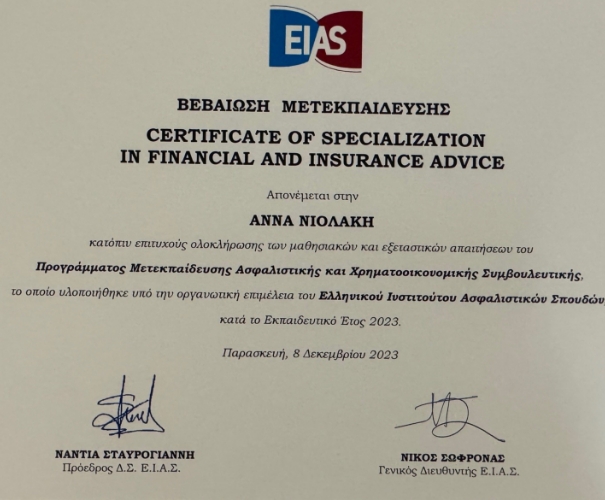 EIAS
ΒΕΒΑΙΩΣΗ ΜΕΤΕΚΠΑΙΔΕΥΣΗΣ
CERTIFICATE OF SPECIALIZATION
IN FINANCIAL AND INSURANCE ADVICE
Απονέμεται στην
ΑΝΝΑ ΝΙΟΛΑΚΗ
κατόπιν επιτυχούς ολοκλήρωσης των μαθησιακών και εξεταστικών απαιτήσεων του
Προγράμματος Μετεκπαίδευσης Ασφαλιστικής και Χρηματοοικονομικής Συμβουλευτικής,
το οποίο υλοποιήθηκε υπό την οργανωτική επιμέλεια του Ελληνικού Ινστιτούτου Ασφαλιστικών Σπουδών
κατά το Εκπαιδευτικό Έτος 2023.
Παρασκευή, 8 Δεκεμβρίου 2023
ΝΑΝΤΙΑ ΣΤΑΥΡΟΓΙΑΝΝΗ
Πρόεδρος Δ.Σ. Ε.Ι.Α.Σ.
ΝΙΚΟΣ ΣΩΦΡΟΝΑΣ
Γενικός Διευθυντής Ε.Ι.Α.Σ.